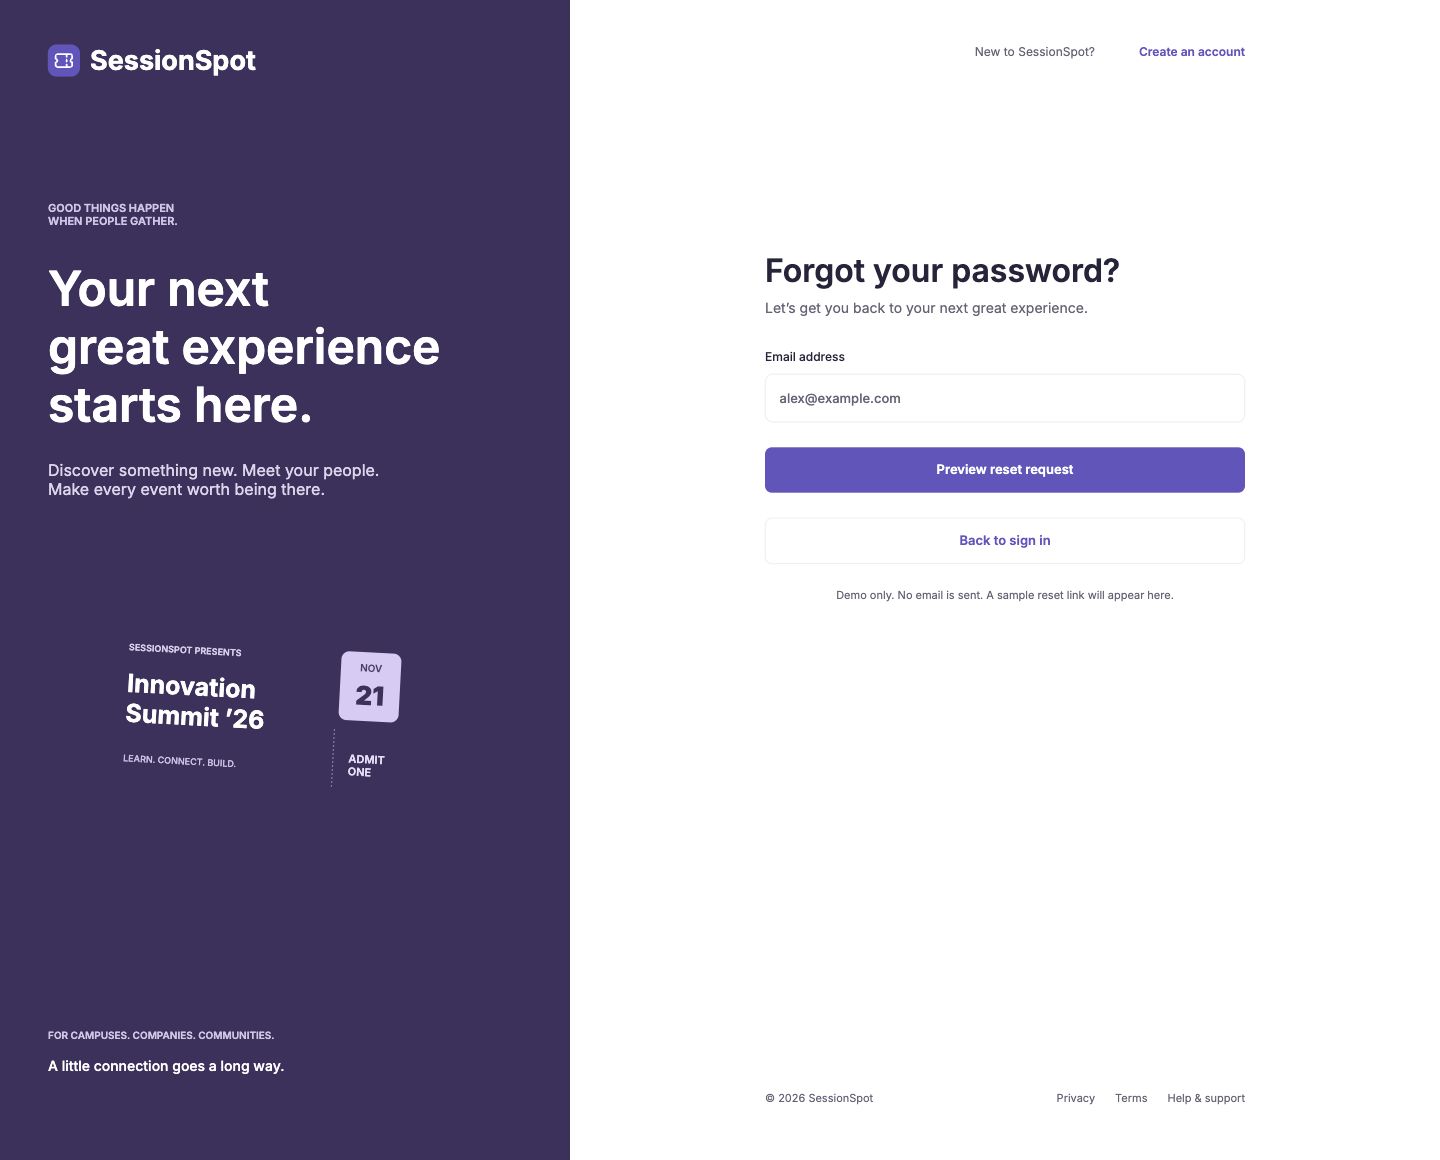 SessionSpot
GOOD THINGS HAPPEN
WHEN PEOPLE GATHER.
Your next
great experience
starts here.
Discover something new. Meet your people.
Make every event worth being there.
SESSIONSPOT PRESENTS
Innovation
Summit ’26
LEARN. CONNECT. BUILD.
NOV
21
ADMIT
ONE
FOR CAMPUSES. COMPANIES. COMMUNITIES.
A little connection goes a long way.
New to SessionSpot? Create an account
Forgot your password?
Let’s get you back to your next great experience.
Email address
alex@example.com
Preview reset request
Back to sign in
Demo only. No email is sent. A sample reset link will appear here.
© 2026 SessionSpot Privacy Terms Help & support